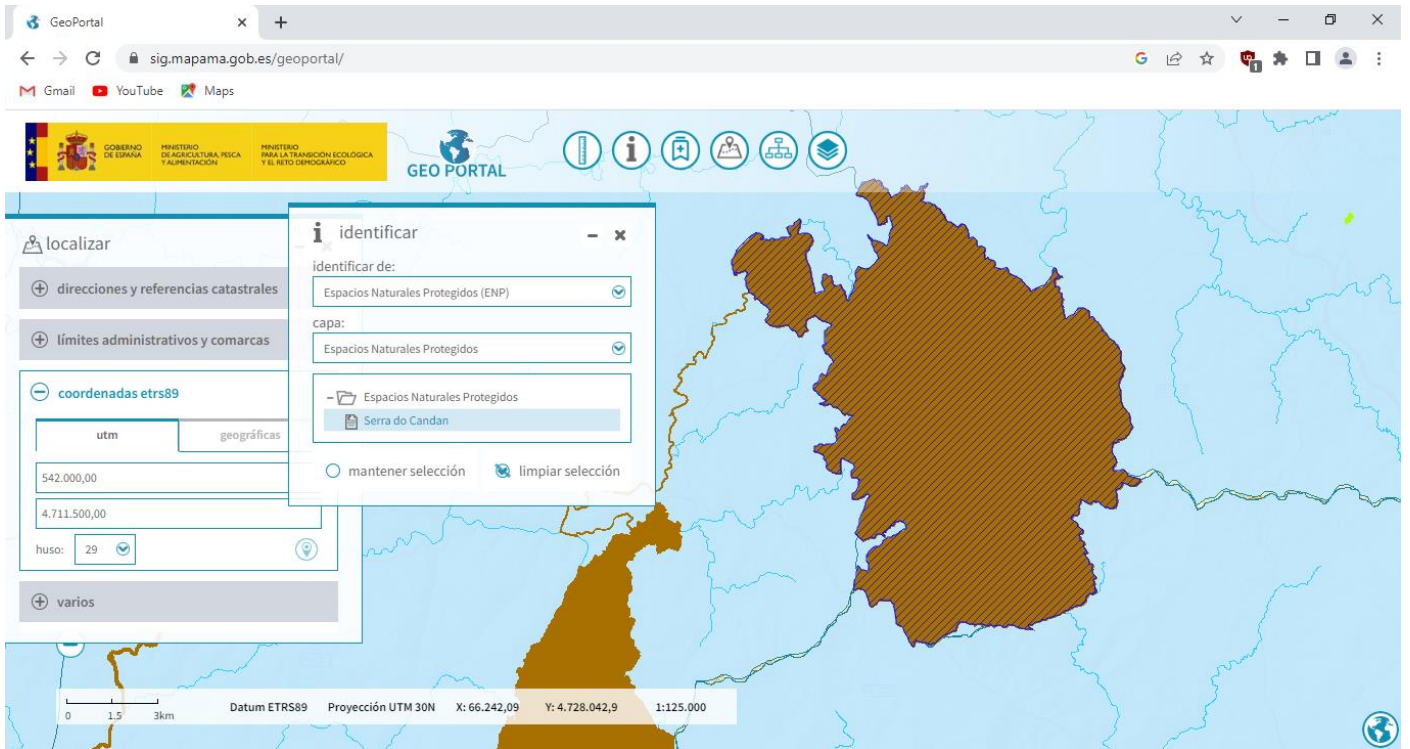 GeoPortal
sig.mapama.gob.es/geoportal/
G
1
Gmail YouTube Maps
GOBIERNO DE ESPAÑA
MINISTERIO DE AGRICULTURA, PESCA Y ALIMENTACIÓN
MINISTERIO PARA LA TRANSICIÓN ECOLÓGICA Y EL RETO DEMOGRÁFICO
GEO PORTAL
localizar
direcciones y referencias catastrales
límites administrativos y comarcas
coordenadas etrs89
utm geográficas
542.000,00
4.711.500,00
huso: 29
varios
i identificar
identificar de:
Espacios Naturales Protegidos (ENP)
capa:
Espacios Naturales Protegidos
Espacios Naturales Protegidos
Serra do Candan
mantener selección limpiar selección
0 1.5 3km
Datum ETRS89 Proyección UTM 30N X: 66.242,09 Y: 4.728.042,9 1:125.000